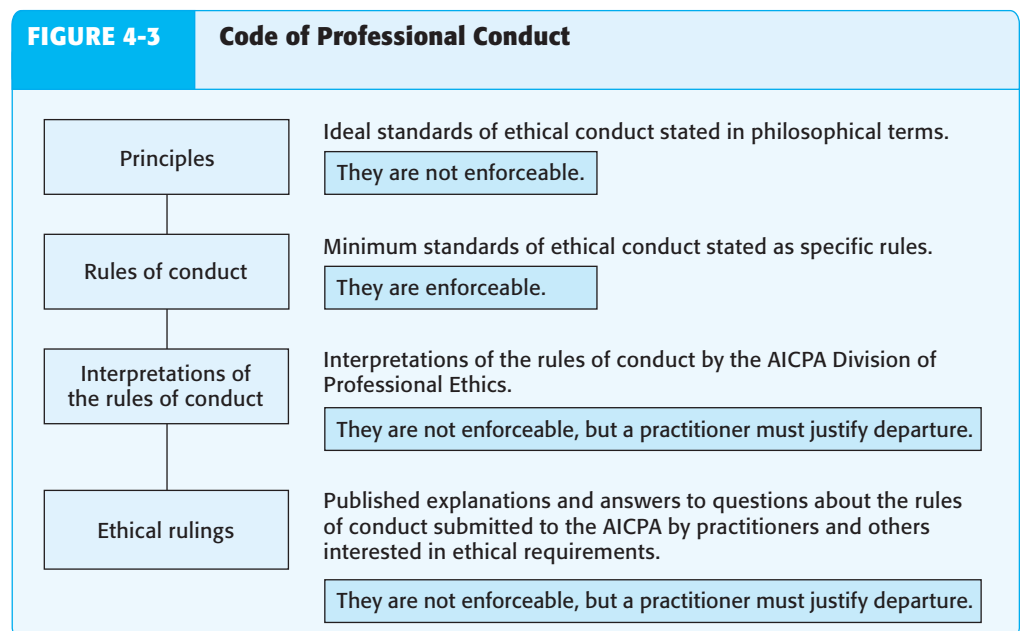 FIGURE 4-3
Code of Professional Conduct
Principles
Ideal standards of ethical conduct stated in philosophical terms.
They are not enforceable.
Rules of conduct
Minimum standards of ethical conduct stated as specific rules.
They are enforceable.
Interpretations of
the rules of conduct
Interpretations of the rules of conduct by the AICPA Division of
Professional Ethics.
They are not enforceable, but a practitioner must justify departure.
Ethical rulings
Published explanations and answers to questions about the rules
of conduct submitted to the AICPA by practitioners and others
interested in ethical requirements.
They are not enforceable, but a practitioner must justify departure.